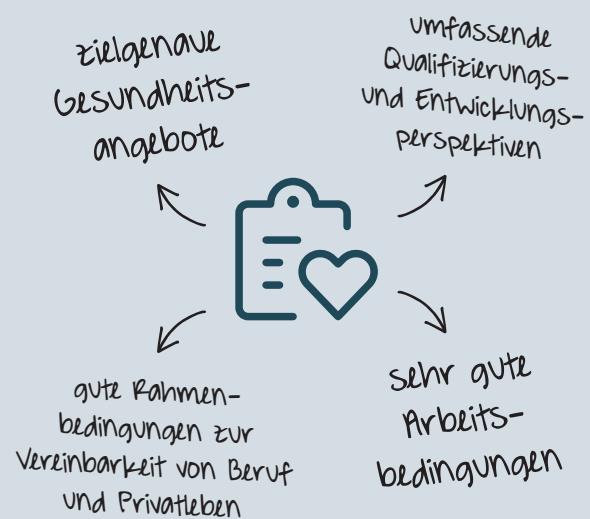 zielgenaue
Gesundheits-
angebote
umfassende
Qualifizierungs-
und Entwicklungs-
perspektiven
gute Rahmen-
bedingungen zur
Vereinbarkeit von Beruf
und Privatleben
sehr gute
Arbeits-
bedingungen